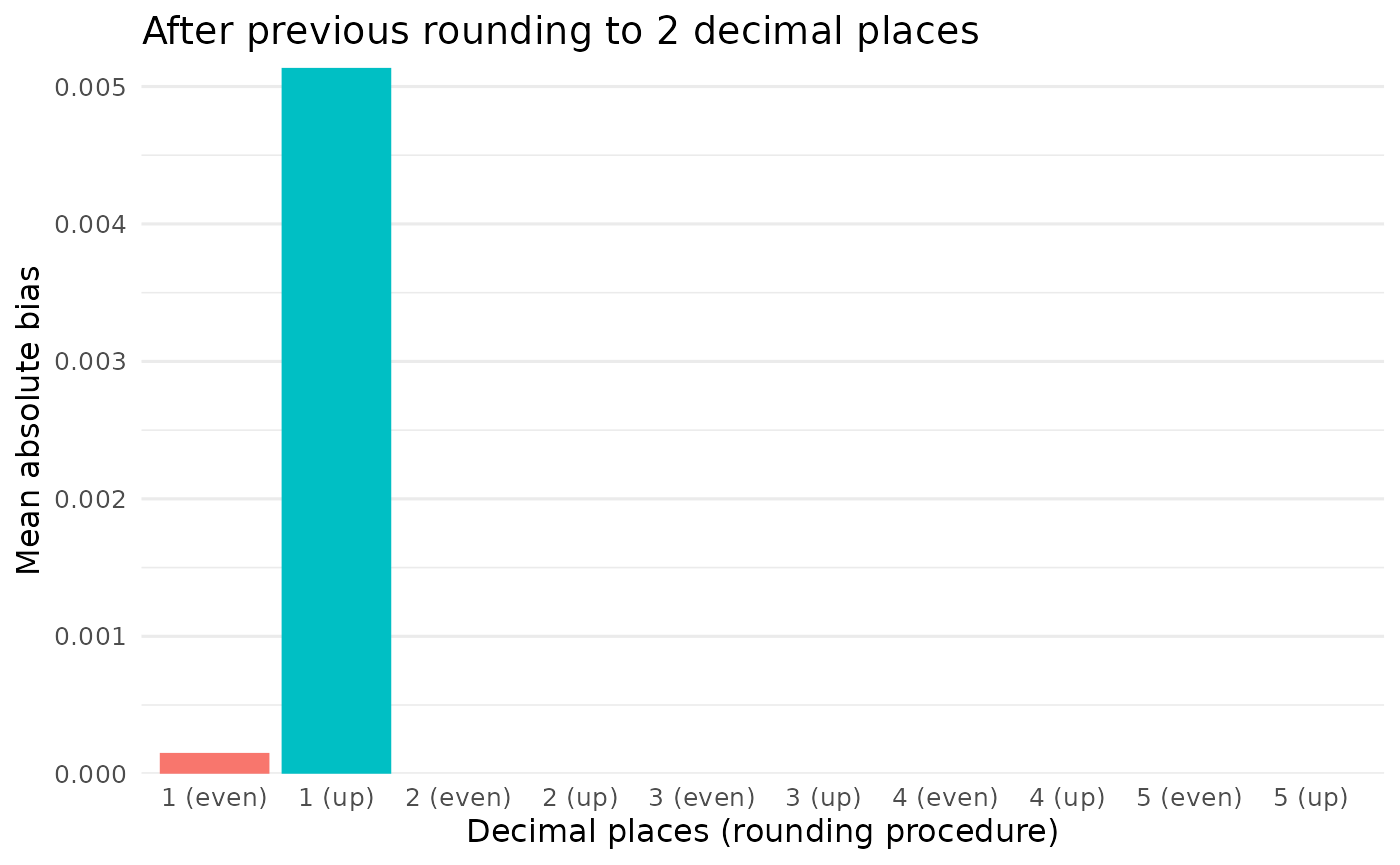 After previous rounding to 2 decimal places
Mean absolute bias
0.005
0.004
0.003
0.002
0.001
0.000
1 (even) 1 (up) 2 (even) 2 (up) 3 (even) 3 (up) 4 (even) 4 (up) 5 (even) 5 (up)
Decimal places (rounding procedure)